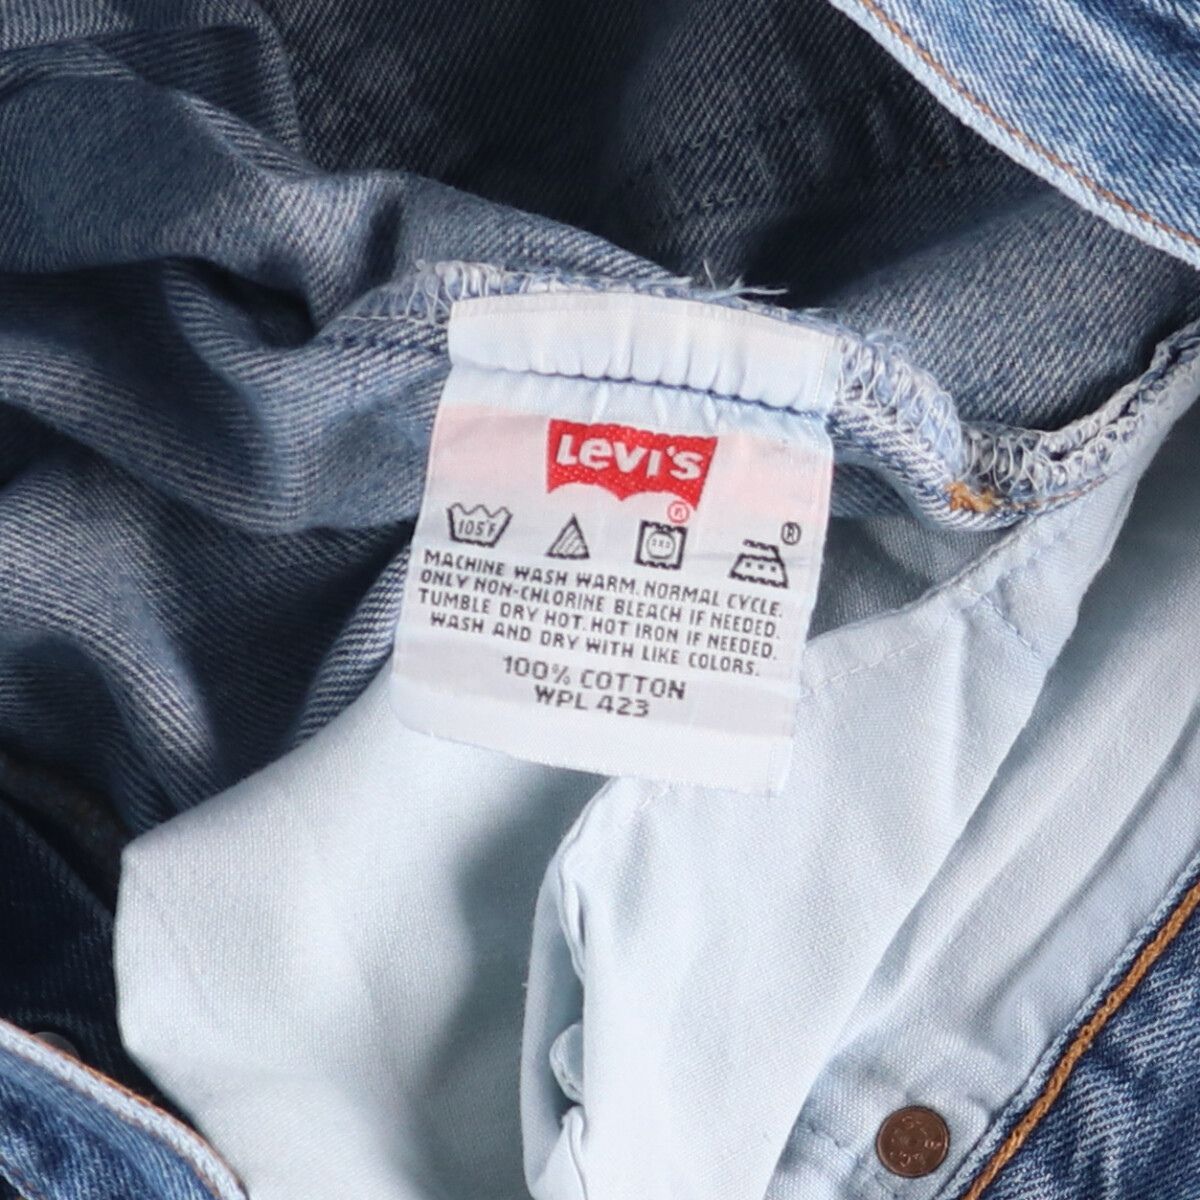 Levi's
®
105°F
®
MACHINE WASH WARM. NORMAL CYCLE.
ONLY NON-CHLORINE BLEACH IF NEEDED.
TUMBLE DRY HOT. HOT IRON IF NEEDED.
WASH AND DRY WITH LIKE COLORS.
100% COTTON
WPL 423